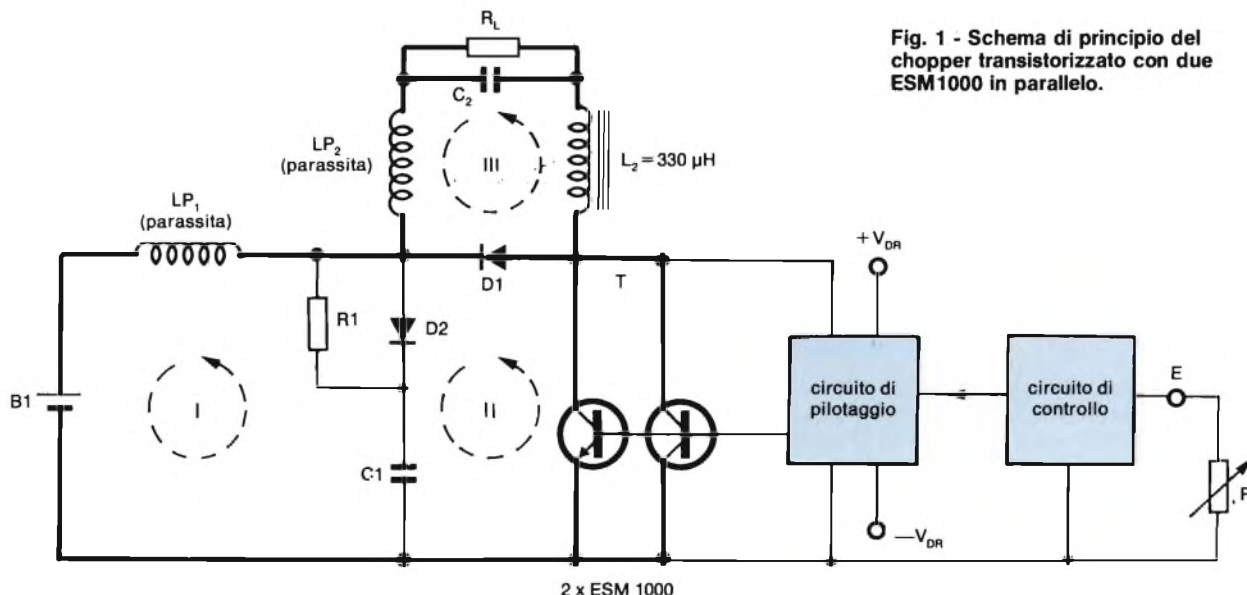 Fig. 1 - Schema di principio del
chopper transistorizzato con due
ESM1000 in parallelo.
R_L
C_2
LP_2
(parassita)
III
L_2 = 330 µH
LP_1
(parassita)
+V_DR
D1
T
R1
D2
B1
I
II
circuito di
pilotaggio
circuito di
controllo
E
C1
P
—V_DR
2 x ESM 1000